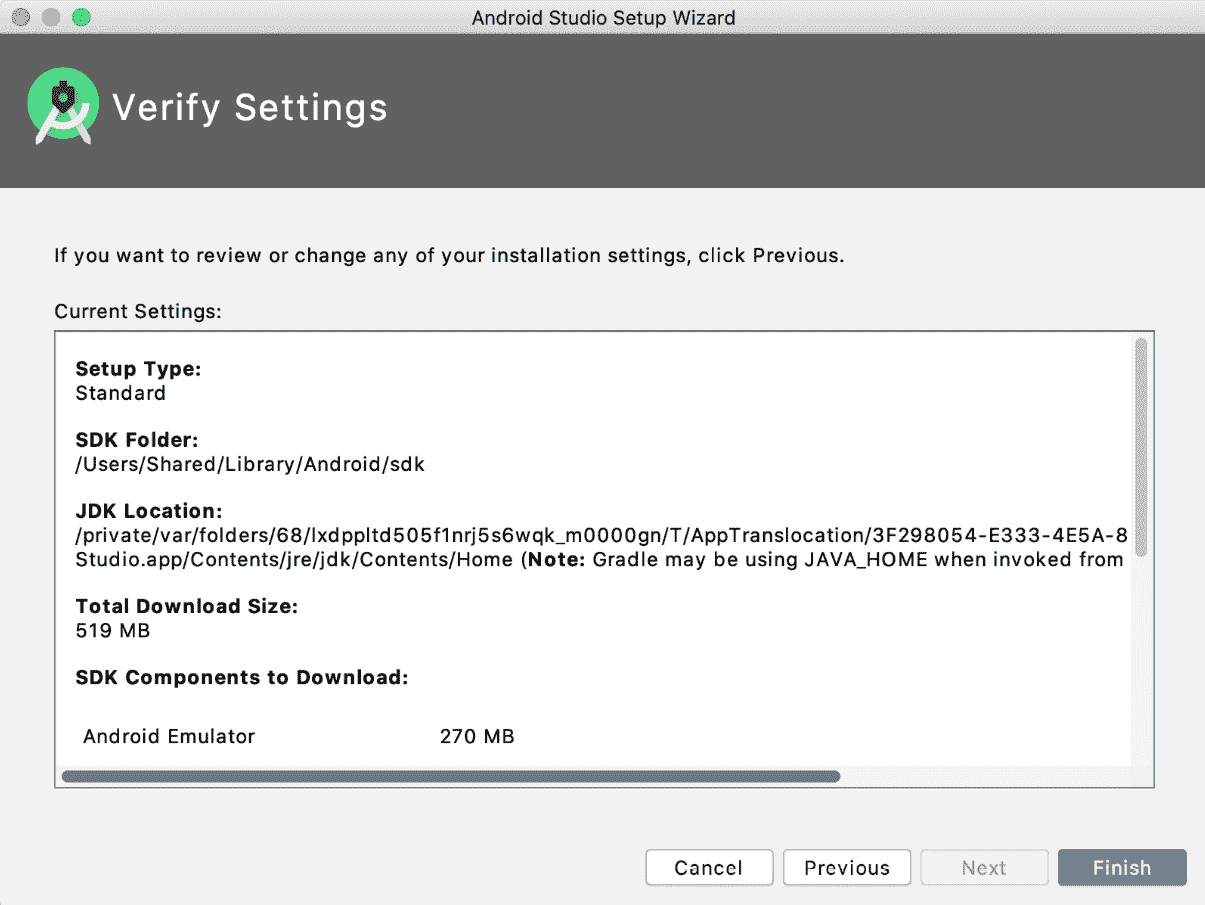 Android Studio Setup Wizard
Verify Settings
If you want to review or change any of your installation settings, click Previous.
Current Settings:
Setup Type:
Standard
SDK Folder:
/Users/Shared/Library/Android/sdk
JDK Location:
/private/var/folders/68/lxdppltd505f1nrj5s6wqk_m0000gn/T/AppTranslocation/3F298054-E333-4E5A-8
Studio.app/Contents/jre/jdk/Contents/Home (Note: Gradle may be using JAVA_HOME when invoked from
Total Download Size:
519 MB
SDK Components to Download:
Android Emulator 270 MB
Cancel Previous Next Finish